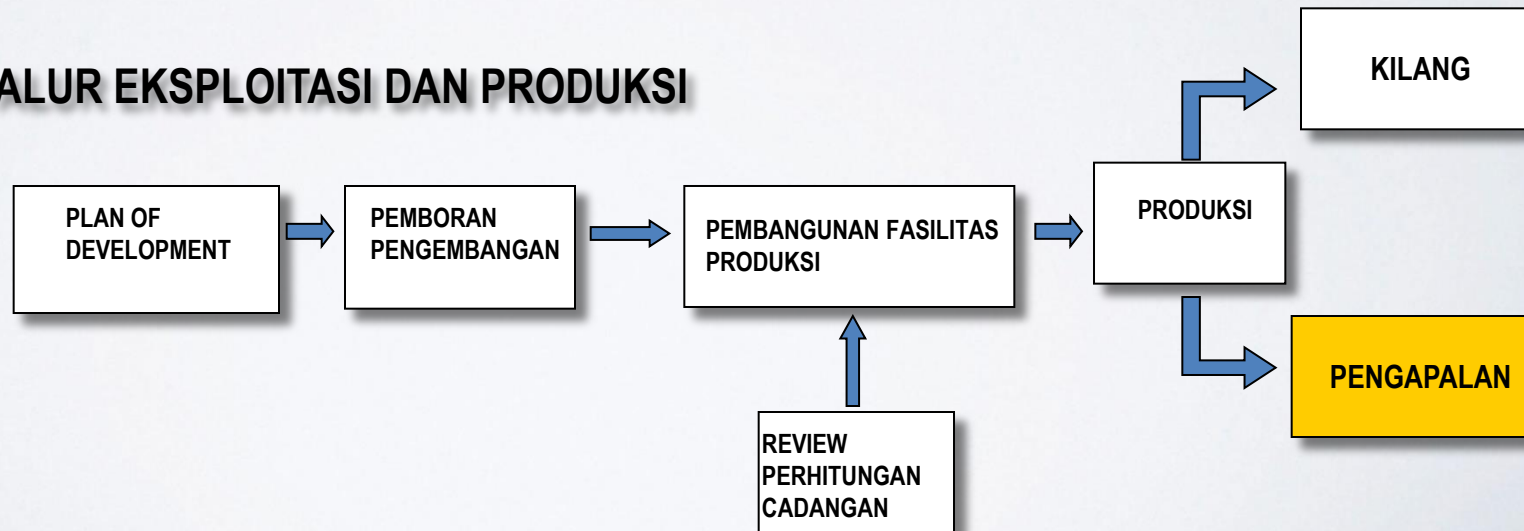 ALUR EKSPLOITASI DAN PRODUKSI
KILANG
PLAN OF
DEVELOPMENT
PEMBORAN
PENGEMBANGAN
PEMBANGUNAN FASILITAS
PRODUKSI
PRODUKSI
PENGAPALAN
REVIEW
PERHITUNGAN
CADANGAN